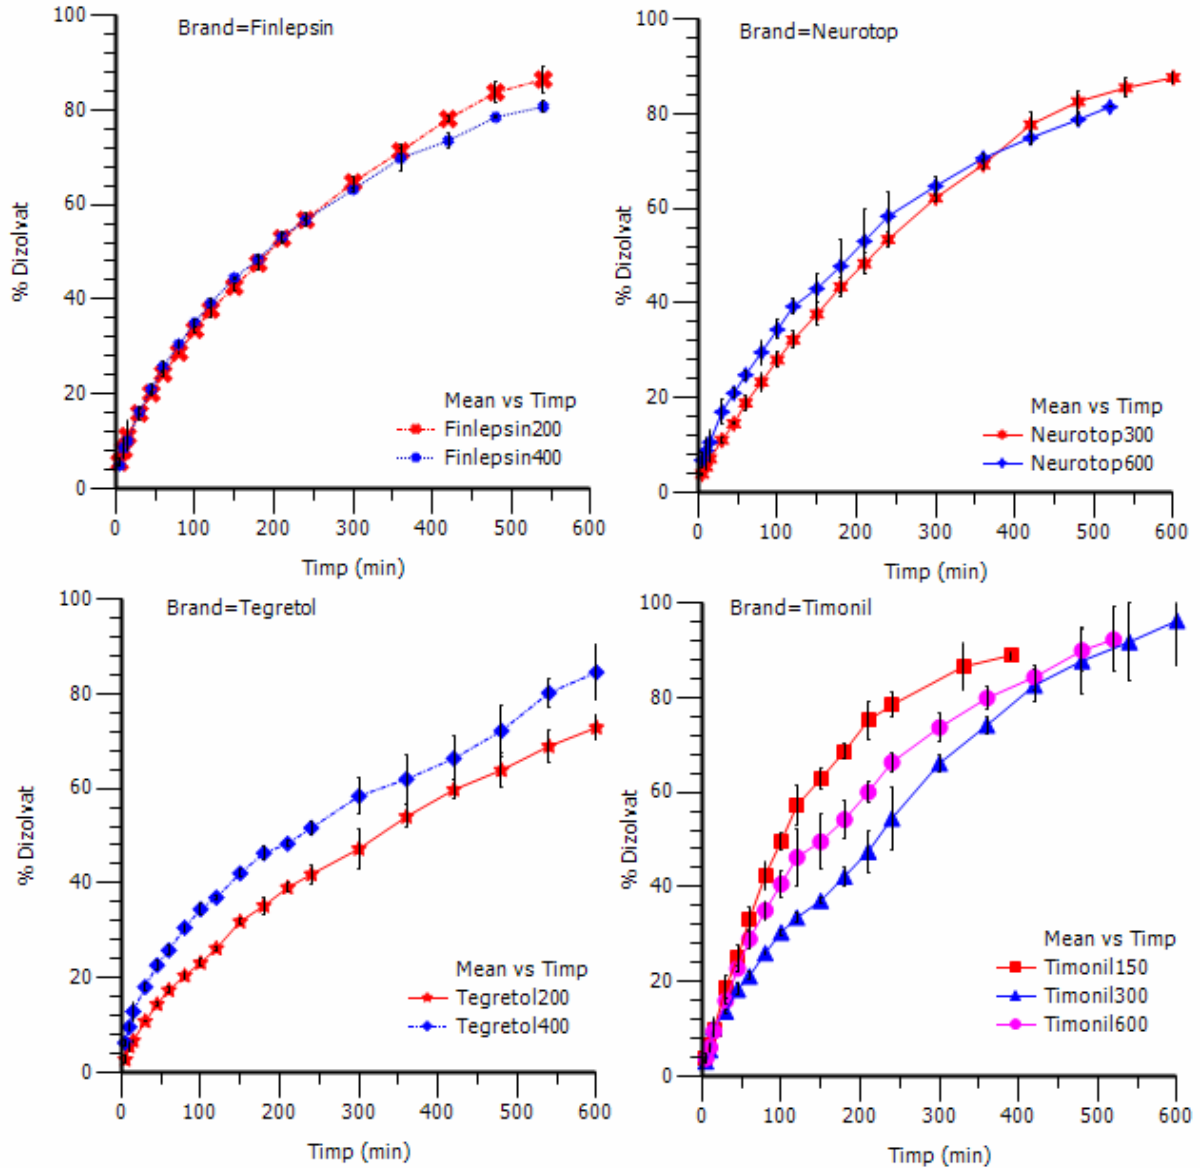 Brand=Finlepsin
100
80
60
40
20
0
% Dizolvat
Mean vs Timp
Finlepsin200
Finlepsin400
0 100 200 300 400 500 600
Timp (min)
Brand=Neurotop
100
80
60
40
20
0
% Dizolvat
Mean vs Timp
Neurotop300
Neurotop600
0 100 200 300 400 500 600
Timp (min)
Brand=Tegretol
100
80
60
40
20
0
% Dizolvat
Mean vs Timp
Tegretol200
Tegretol400
0 100 200 300 400 500 600
Timp (min)
Brand=Timonil
100
80
60
40
20
0
% Dizolvat
Mean vs Timp
Timonil150
Timonil300
Timonil600
0 100 200 300 400 500 600
Timp (min)